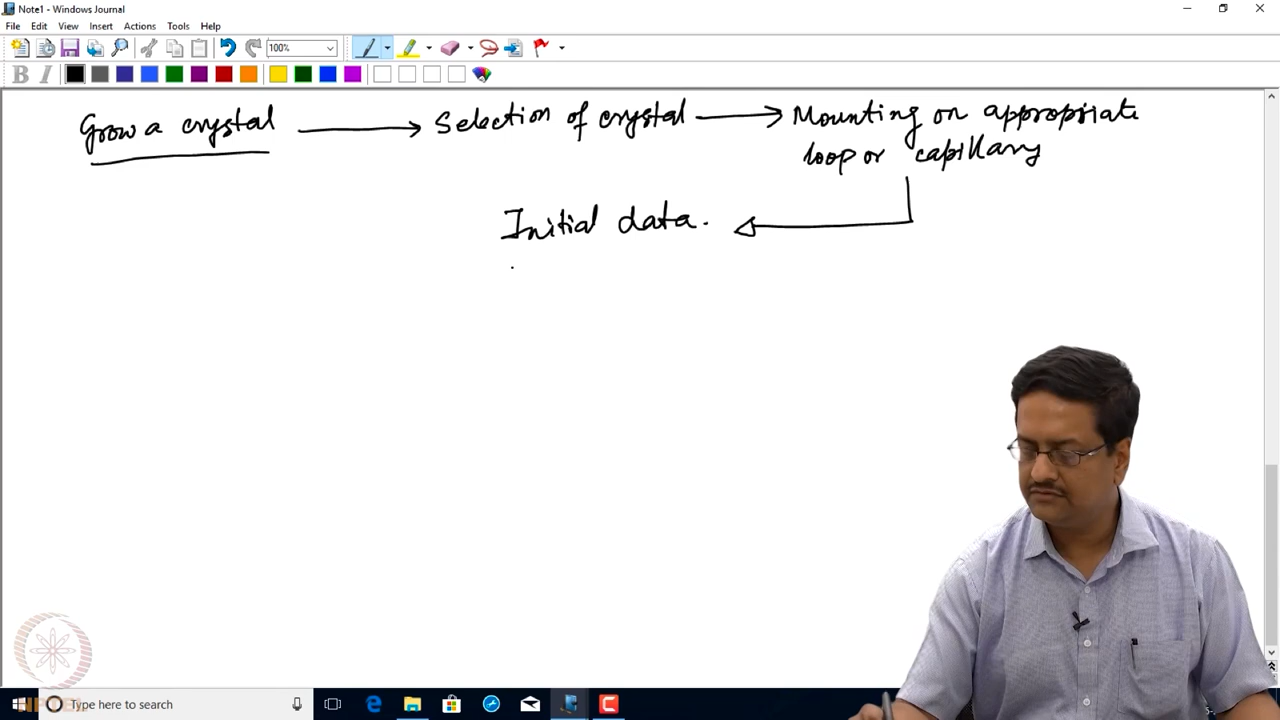 Note1 - Windows Journal
File Edit View Insert Actions Tools Help
100%
B I
Grow a crystal → Selection of crystal → Mounting on appropriate
loop or capillary
Initial data.
Type here to search